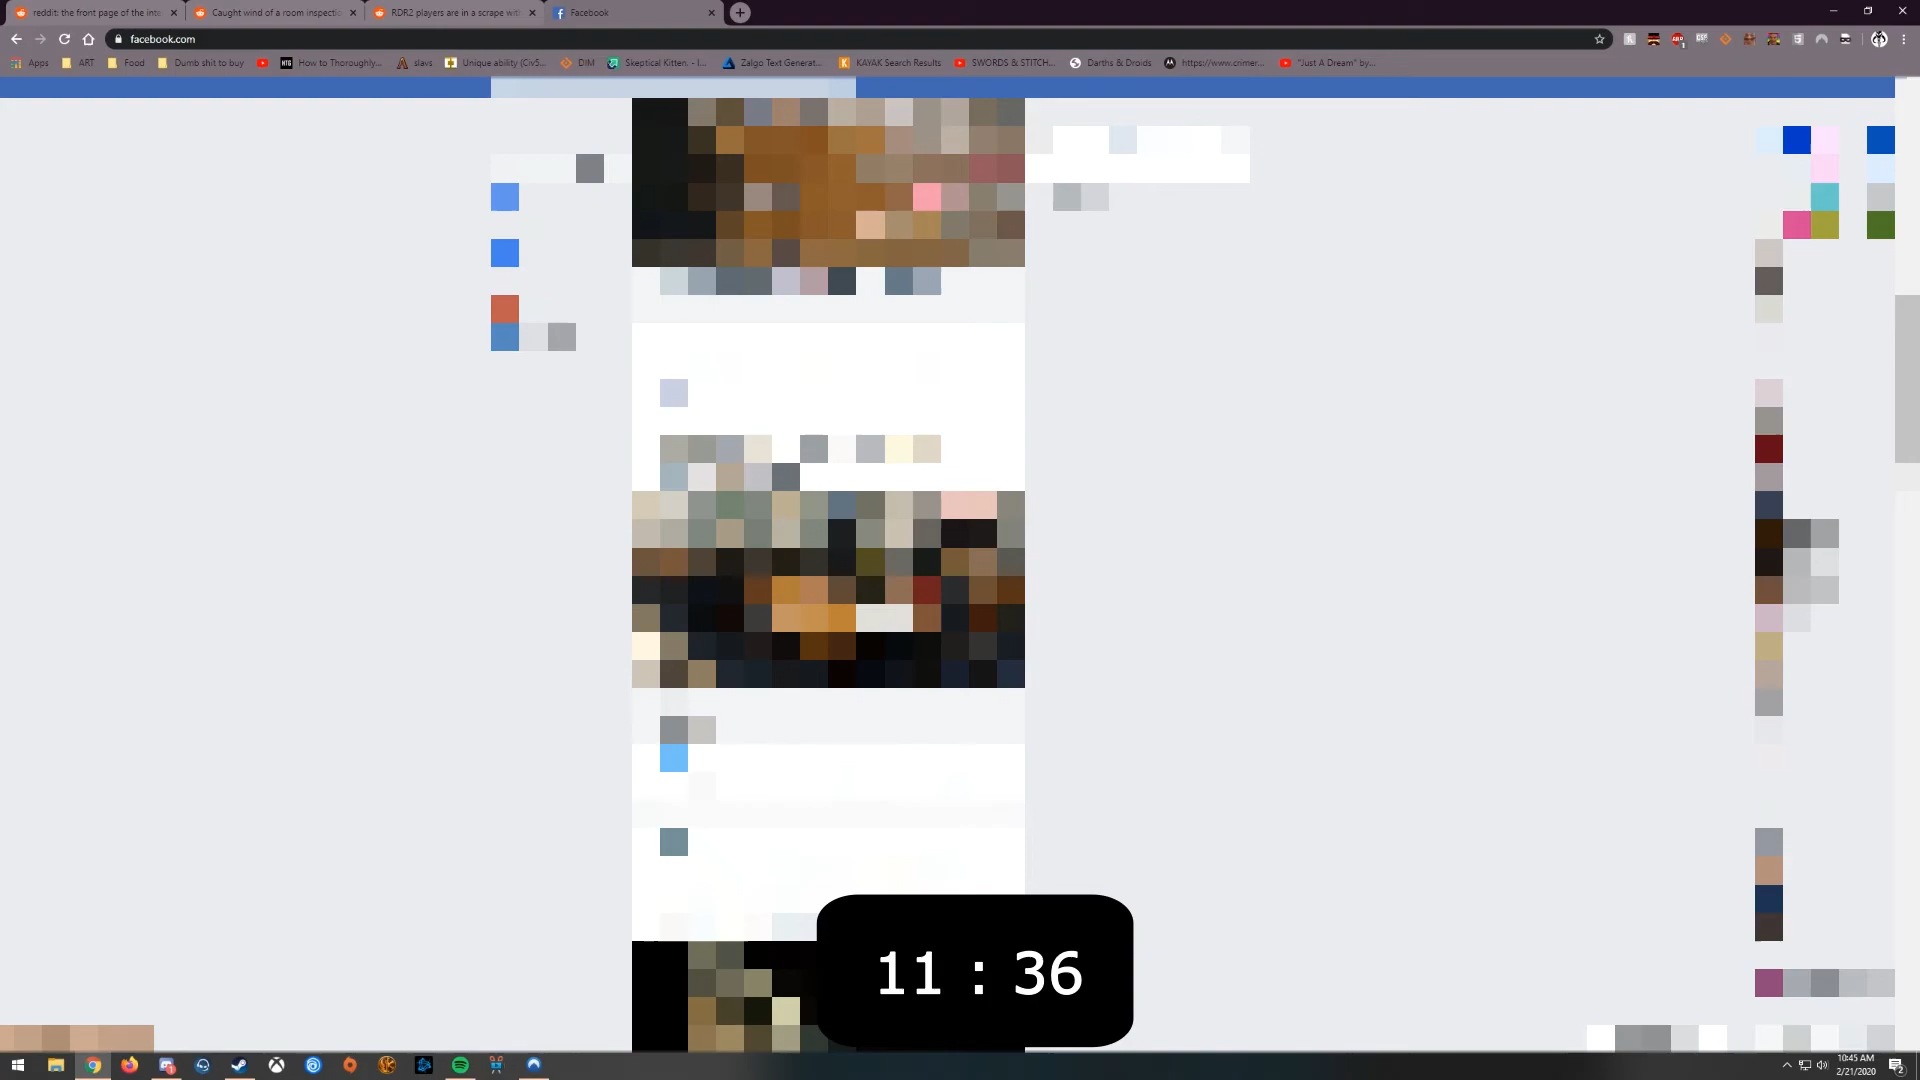 reddit: the front page of the inte
Caught wind of a room inspectio
RDR2 players are in a scrape wit
Facebook
facebook.com
Apps
ART
Food
Dumb shit to buy
How to Thoroughly...
slavs
Unique ability (Civ5...
DIM
Skeptical Kitten. - I...
Zalgo Text Generat...
KAYAK Search Results
SWORDS & STITCH...
Darths & Droids
https://www.crimer...
"Just A Dream" by...
11 : 36
10:45 AM
2/21/2020